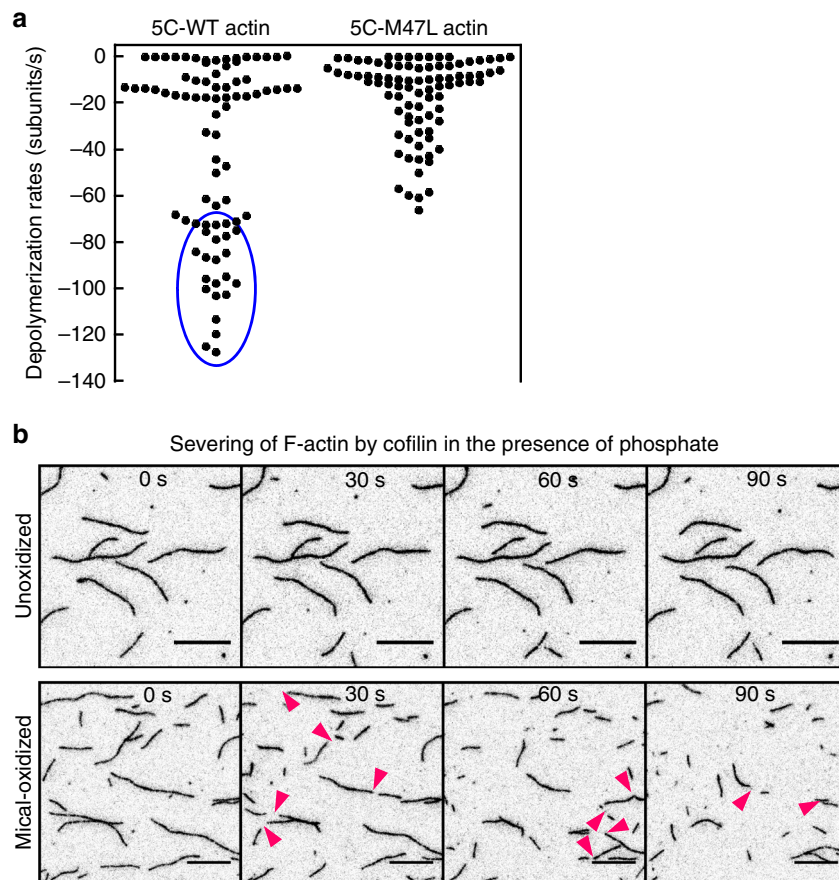 a
5C-WT actin
5C-M47L actin
Depolymerization rates (subunits/s)
0
−20
−40
−60
−80
−100
−120
−140
b
Severing of F-actin by cofilin in the presence of phosphate
Unoxidized
0 s
30 s
60 s
90 s
Mical-oxidized
0 s
30 s
60 s
90 s